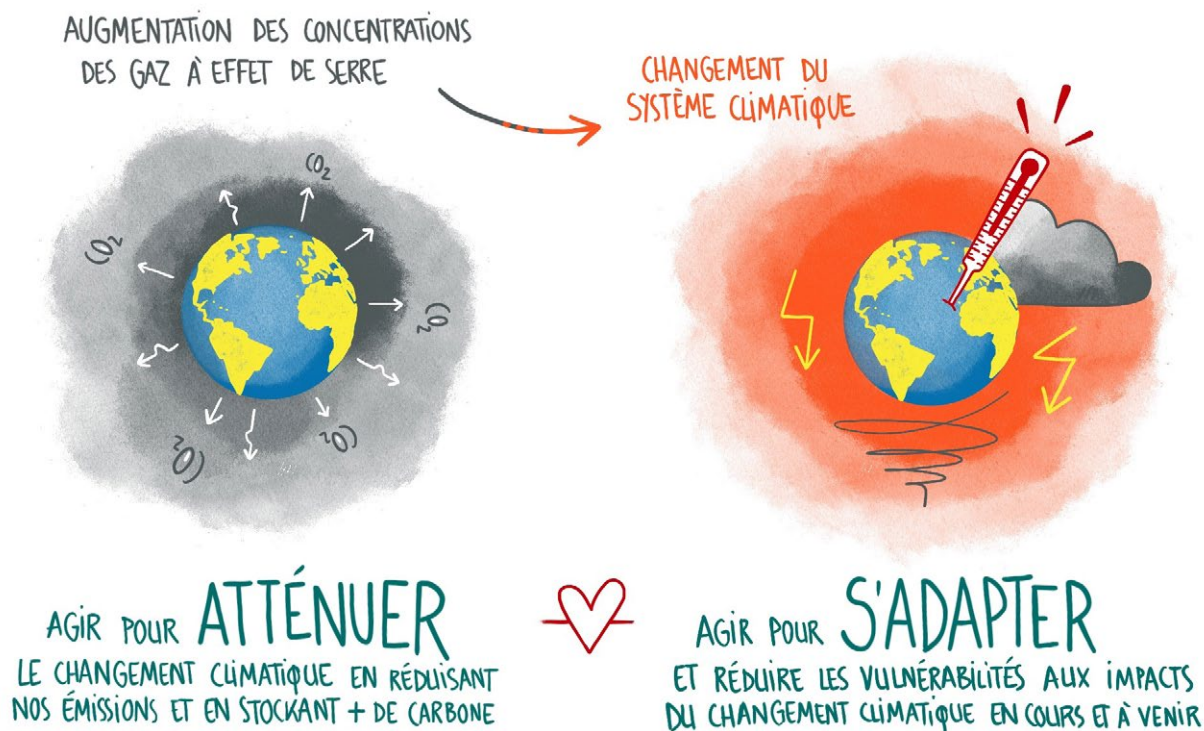 AUGMENTATION DES CONCENTRATIONS
DES GAZ À EFFET DE SERRE
CHANGEMENT DU
SYSTÈME CLIMATIQUE
CO2
CO2
CO2
CO2
CO2
AGIR POUR ATTÉNUER
LE CHANGEMENT CLIMATIQUE EN RÉDUISANT
NOS ÉMISSIONS ET EN STOCKANT + DE CARBONE
AGIR POUR S'ADAPTER
ET RÉDUIRE LES VULNÉRABILITÉS AUX IMPACTS
DU CHANGEMENT CLIMATIQUE EN COURS ET À VENIR